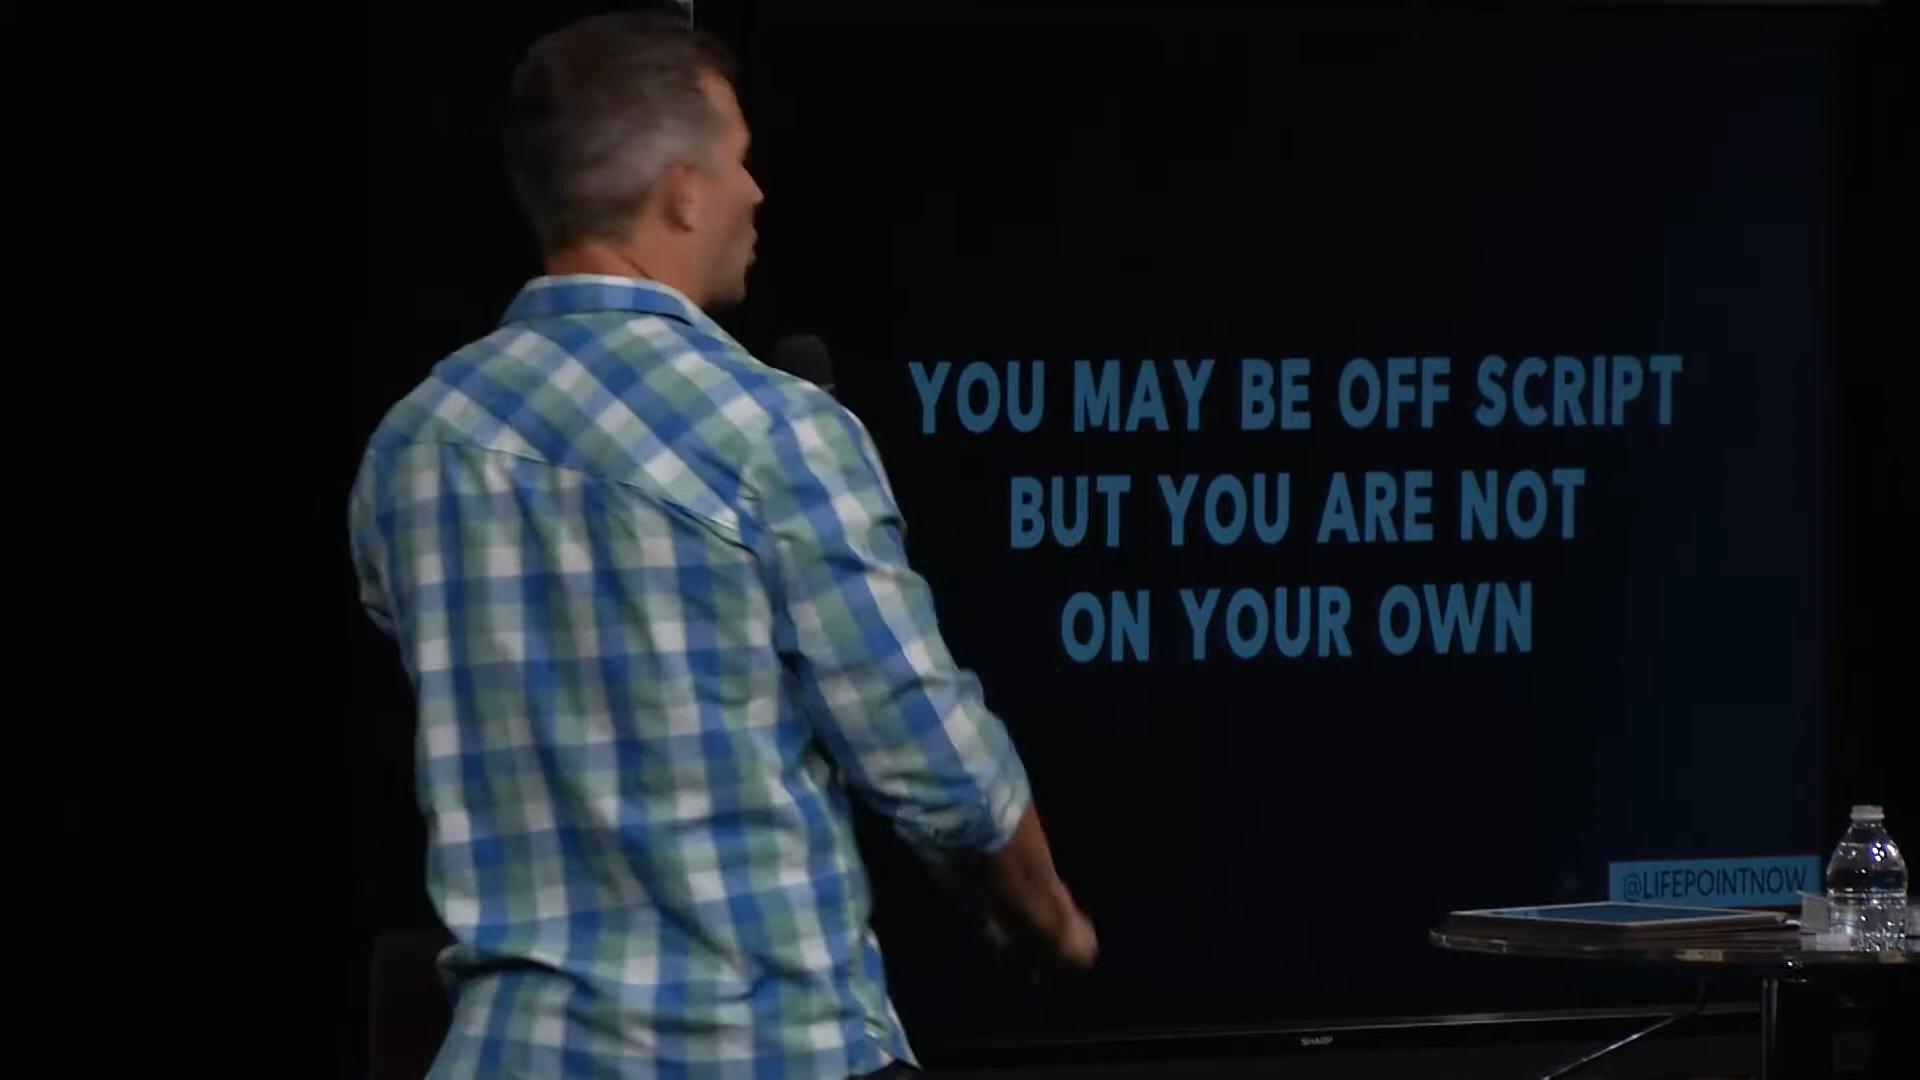 YOU MAY BE OFF SCRIPT
BUT YOU ARE NOT
ON YOUR OWN
@LIFEPOINTNOW
SHARP